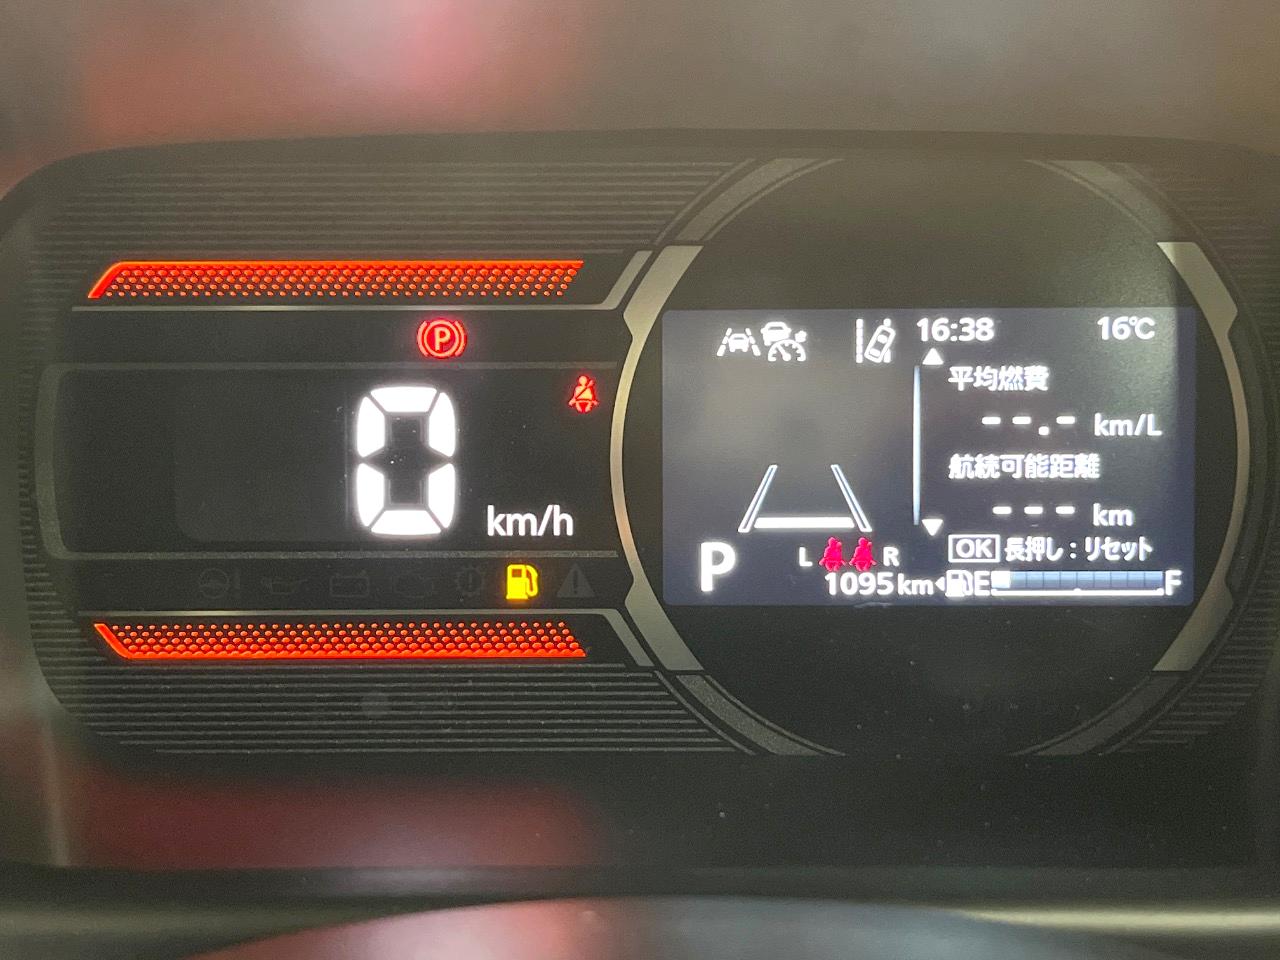 P
0
km/h
16:38
16℃
平均燃費
--.- km/L
航続可能距離
--- km
OK 長押し：リセット
P
L R
1095km
E F